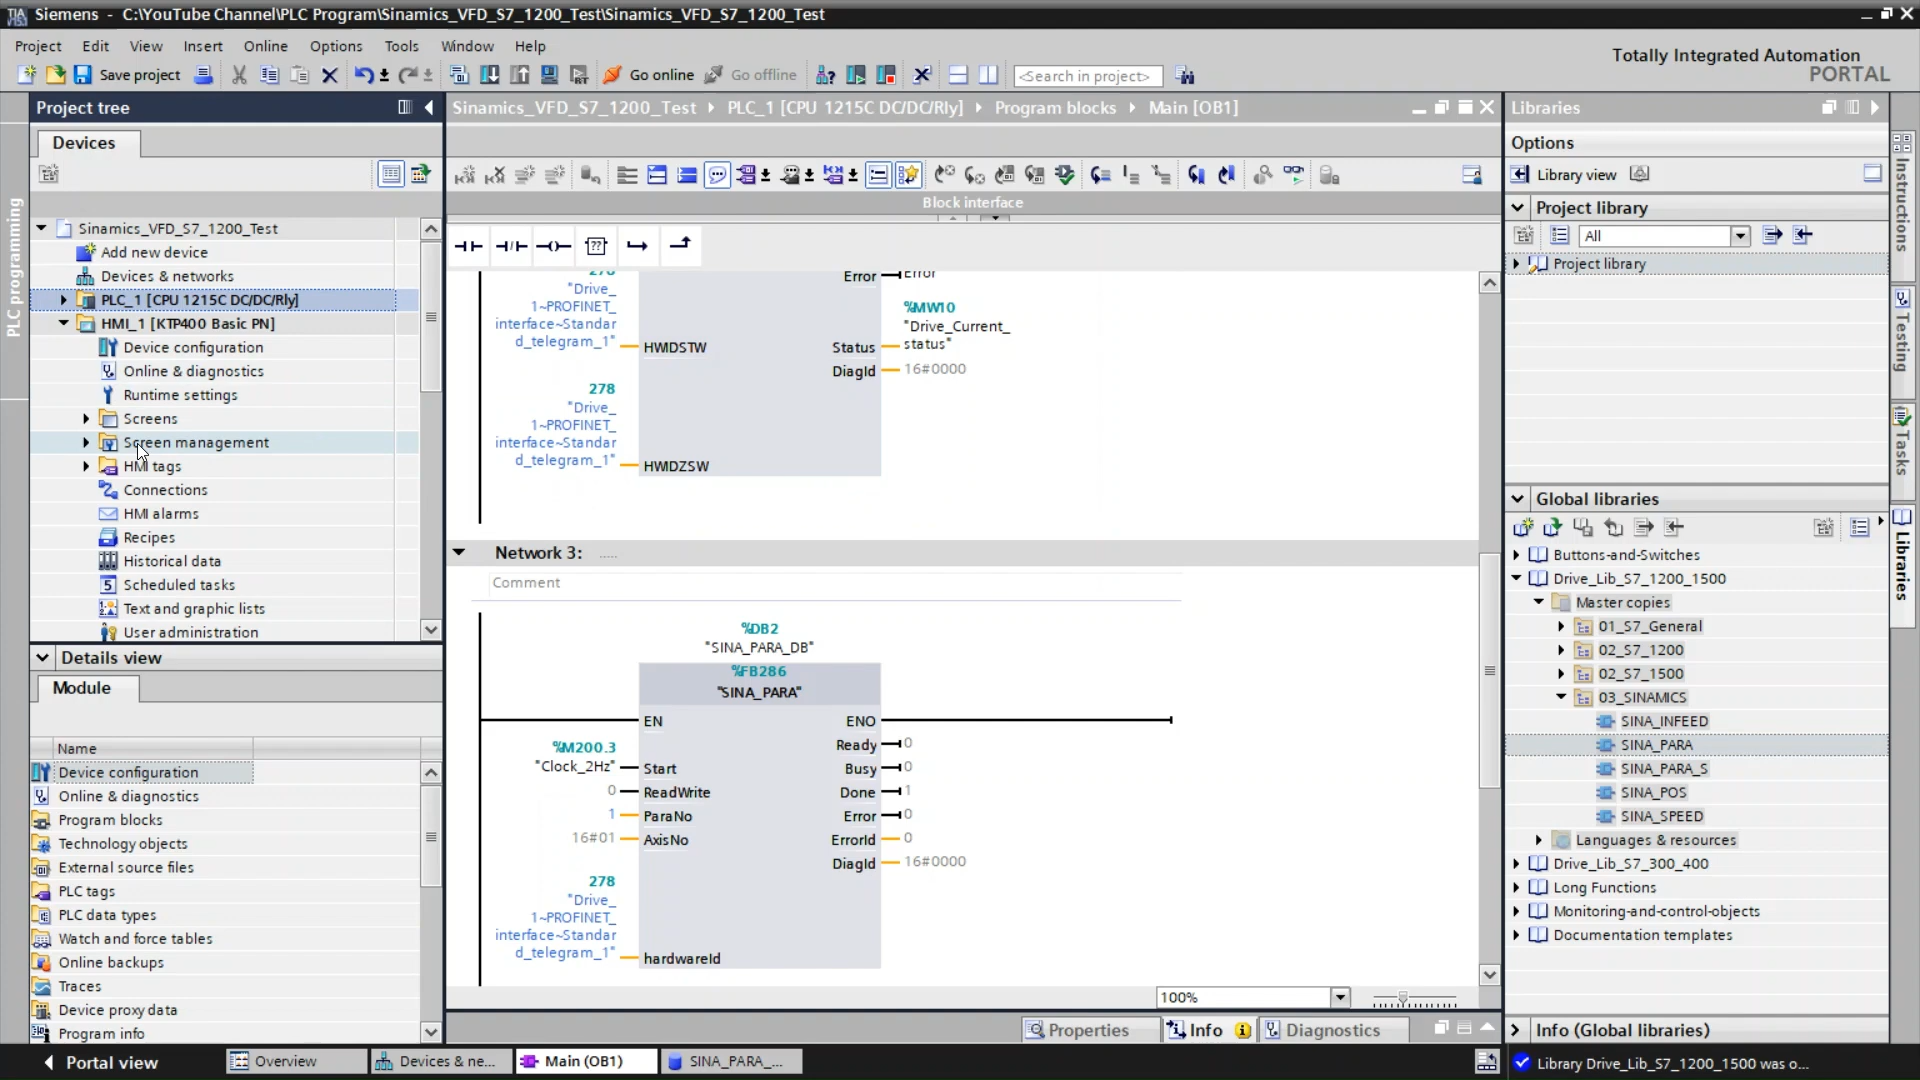 Siemens - C:\YouTube Channel\PLC Program\Sinamics_VFD_S7_1200_Test\Sinamics_VFD_S7_1200_Test
Project Edit View Insert Online Options Tools Window Help
Totally Integrated Automation
PORTAL
Save project
Go online
Go offline
<Search in project>
Project tree
Sinamics_VFD_S7_1200_Test
PLC_1 [CPU 1215C DC/DC/Rly]
Program blocks
Main [OB1]
Libraries
Devices
Options
Library view
Block interface
Project library
All
Project library
PLC programming
Sinamics_VFD_S7_1200_Test
Add new device
Devices & networks
PLC_1 [CPU 1215C DC/DC/Rly]
HMI_1 [KTP400 Basic PN]
Device configuration
Online & diagnostics
Runtime settings
Screens
Screen management
HMI tags
Connections
HMI alarms
Recipes
Historical data
Scheduled tasks
Text and graphic lists
User administration
Details view
Module
Name
Device configuration
Online & diagnostics
Program blocks
Technology objects
External source files
PLC tags
PLC data types
Watch and force tables
Online backups
Traces
Device proxy data
Program info
??
278
"Drive_
1~PROFINET_
interface~Standar
d_telegram_1"
HWIDSTW
278
"Drive_
1~PROFINET_
interface~Standar
d_telegram_1"
HWIDZSW
Error
Error
%MW10
"Drive_Current_
status"
Status
DiagId
16#0000
Network 3: .....
Comment
%DB2
"SINA_PARA_DB"
%FB286
"SINA_PARA"
EN
ENO
%M200.3
"Clock_2Hz"
Start
0
ReadWrite
1
ParaNo
16#01
AxisNo
278
"Drive_
1~PROFINET_
interface~Standar
d_telegram_1"
hardwareId
Ready
0
Busy
0
Done
1
Error
0
ErrorId
0
DiagId
16#0000
100%
Properties
Info
Diagnostics
Global libraries
Buttons-and-Switches
Drive_Lib_S7_1200_1500
Master copies
01_S7_General
02_S7_1200
02_S7_1500
03_SINAMICS
SINA_INFEED
SINA_PARA
SINA_PARA_S
SINA_POS
SINA_SPEED
Languages & resources
Drive_Lib_S7_300_400
Long Functions
Monitoring-and-control-objects
Documentation templates
Info (Global libraries)
Instructions
Testing
Tasks
Libraries
Portal view
Overview
Devices & ne...
Main (OB1)
SINA_PARA_...
Library Drive_Lib_S7_1200_1500 was o...